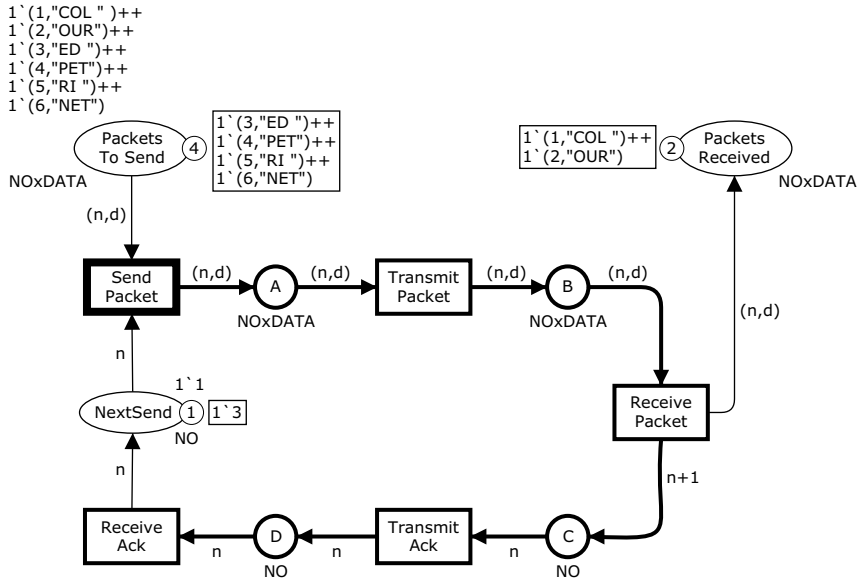 1`(1,"COL ")++
1`(2,"OUR")++
1`(3,"ED ")++
1`(4,"PET")++
1`(5,"RI ")++
1`(6,"NET")
Packets
To Send
4
1`(3,"ED ")++
1`(4,"PET")++
1`(5,"RI ")++
1`(6,"NET")
NOxDATA
1`(1,"COL ")++
1`(2,"OUR")
2
Packets
Received
NOxDATA
(n,d)
Send
Packet
(n,d)
A
NOxDATA
(n,d)
Transmit
Packet
(n,d)
B
NOxDATA
(n,d)
(n,d)
n
1`1
NextSend
1
1`3
NO
Receive
Packet
n
n+1
Receive
Ack
n
D
NO
n
Transmit
Ack
n
C
NO